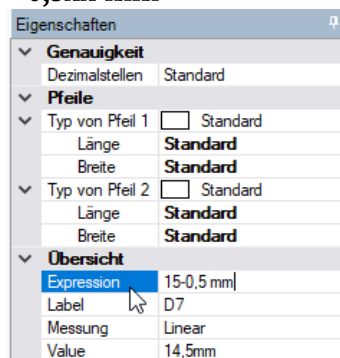 Eigenschaften
Genauigkeit
Dezimalstellen Standard
Pfeile
Typ von Pfeil 1 Standard
Länge Standard
Breite Standard
Typ von Pfeil 2 Standard
Länge Standard
Breite Standard
Übersicht
Expression 15-0,5 mm
Label D7
Messung Linear
Value 14,5mm